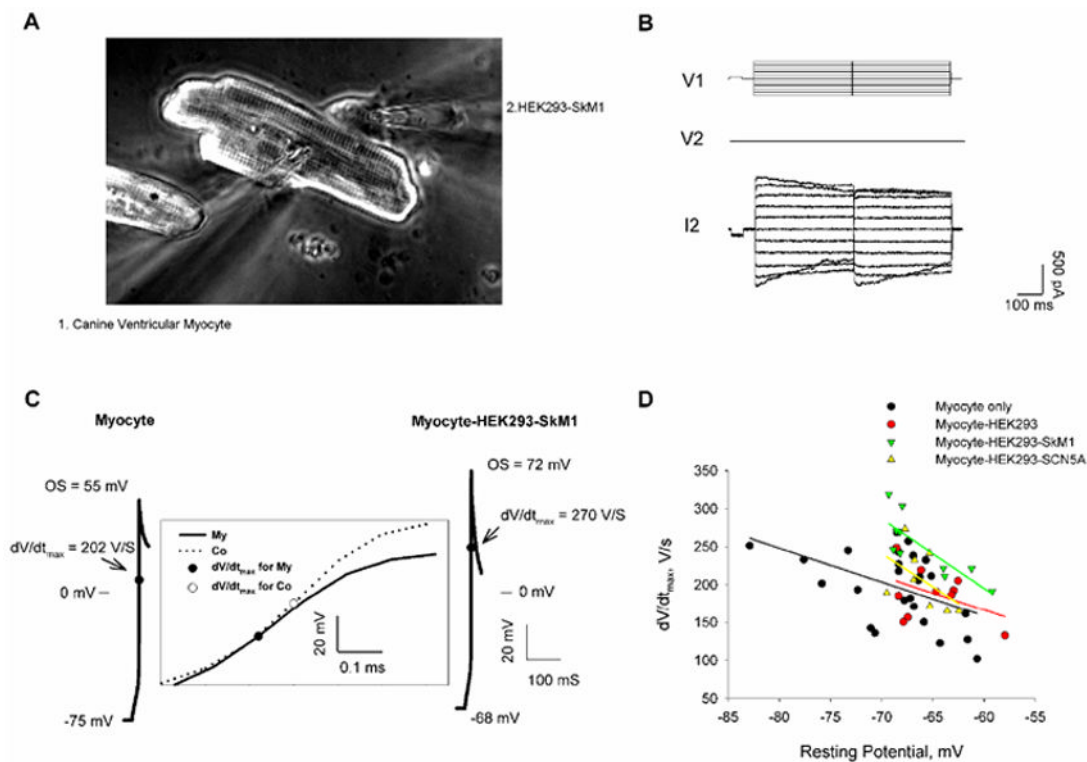 A
2.HEK293-SkM1
1. Canine Ventricular Myocyte
B
V1
V2
I2
500 pA
100 ms
C
Myocyte
Myocyte-HEK293-SkM1
OS = 55 mV
dV/dtmax = 202 V/S
0 mV
-75 mV
My
Co
dV/dtmax for My
dV/dtmax for Co
20 mV
0.1 ms
OS = 72 mV
dV/dtmax = 270 V/S
0 mV
20 mV
100 mS
-68 mV
D
Myocyte only
Myocyte-HEK293
Myocyte-HEK293-SkM1
Myocyte-HEK293-SCN5A
dV/dtmax, V/s
350
300
250
200
150
100
50
-85 -80 -75 -70 -65 -60 -55
Resting Potential, mV